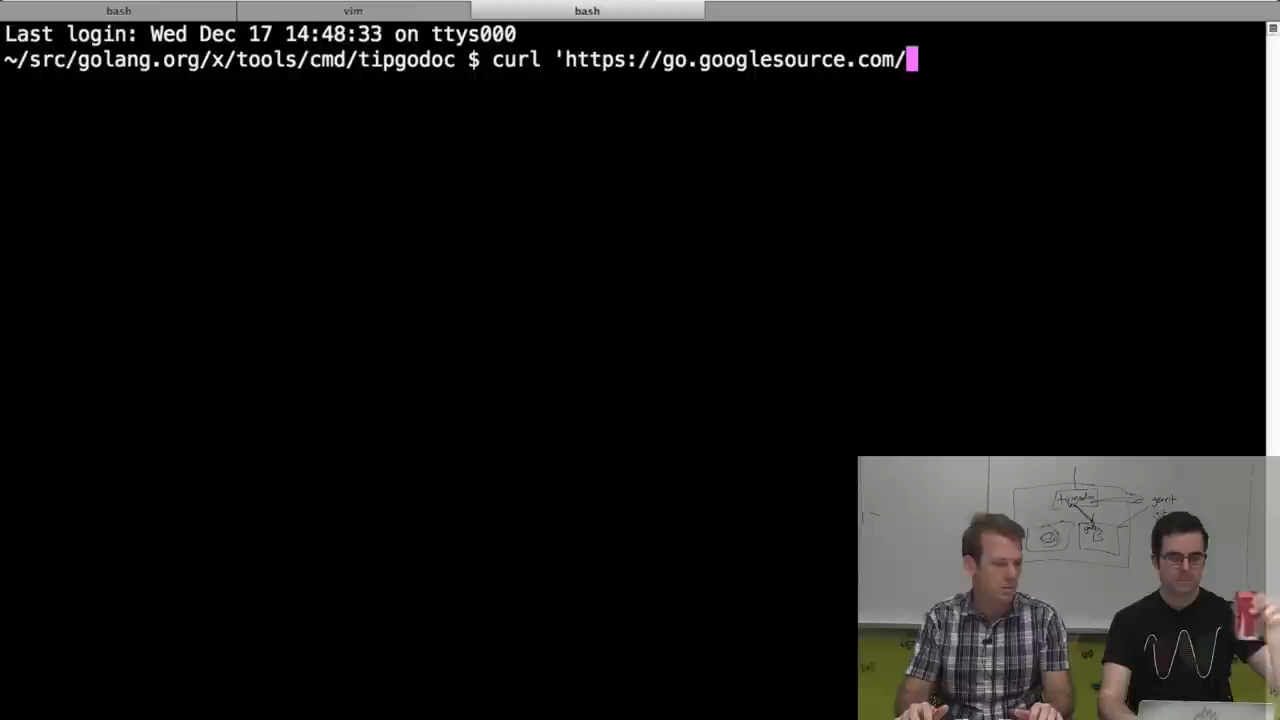 bash vim bash
Last login: Wed Dec 17 14:48:33 on ttys000
~/src/golang.org/x/tools/cmd/tipgodoc $ curl 'https://go.googlesource.com/
tipgodoc